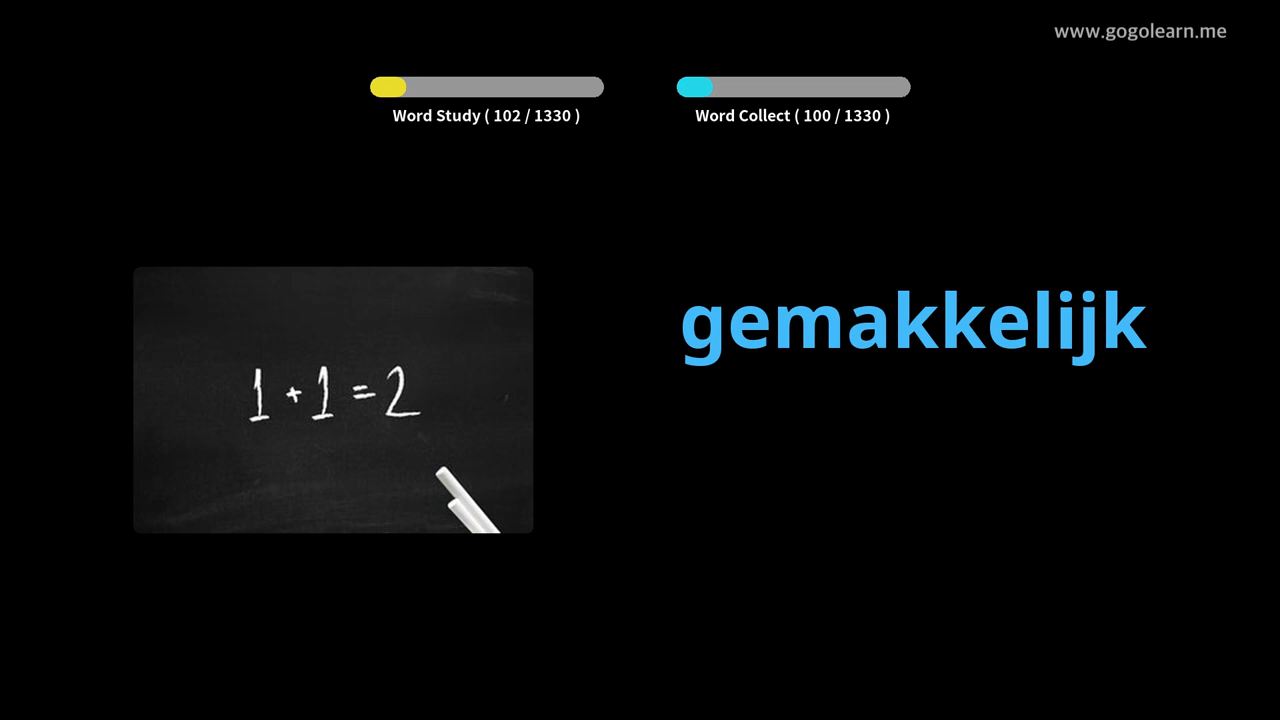 www.gogolearn.me
Word Study ( 102 / 1330 )
Word Collect ( 100 / 1330 )
gemakkelijk
1 + 1 = 2